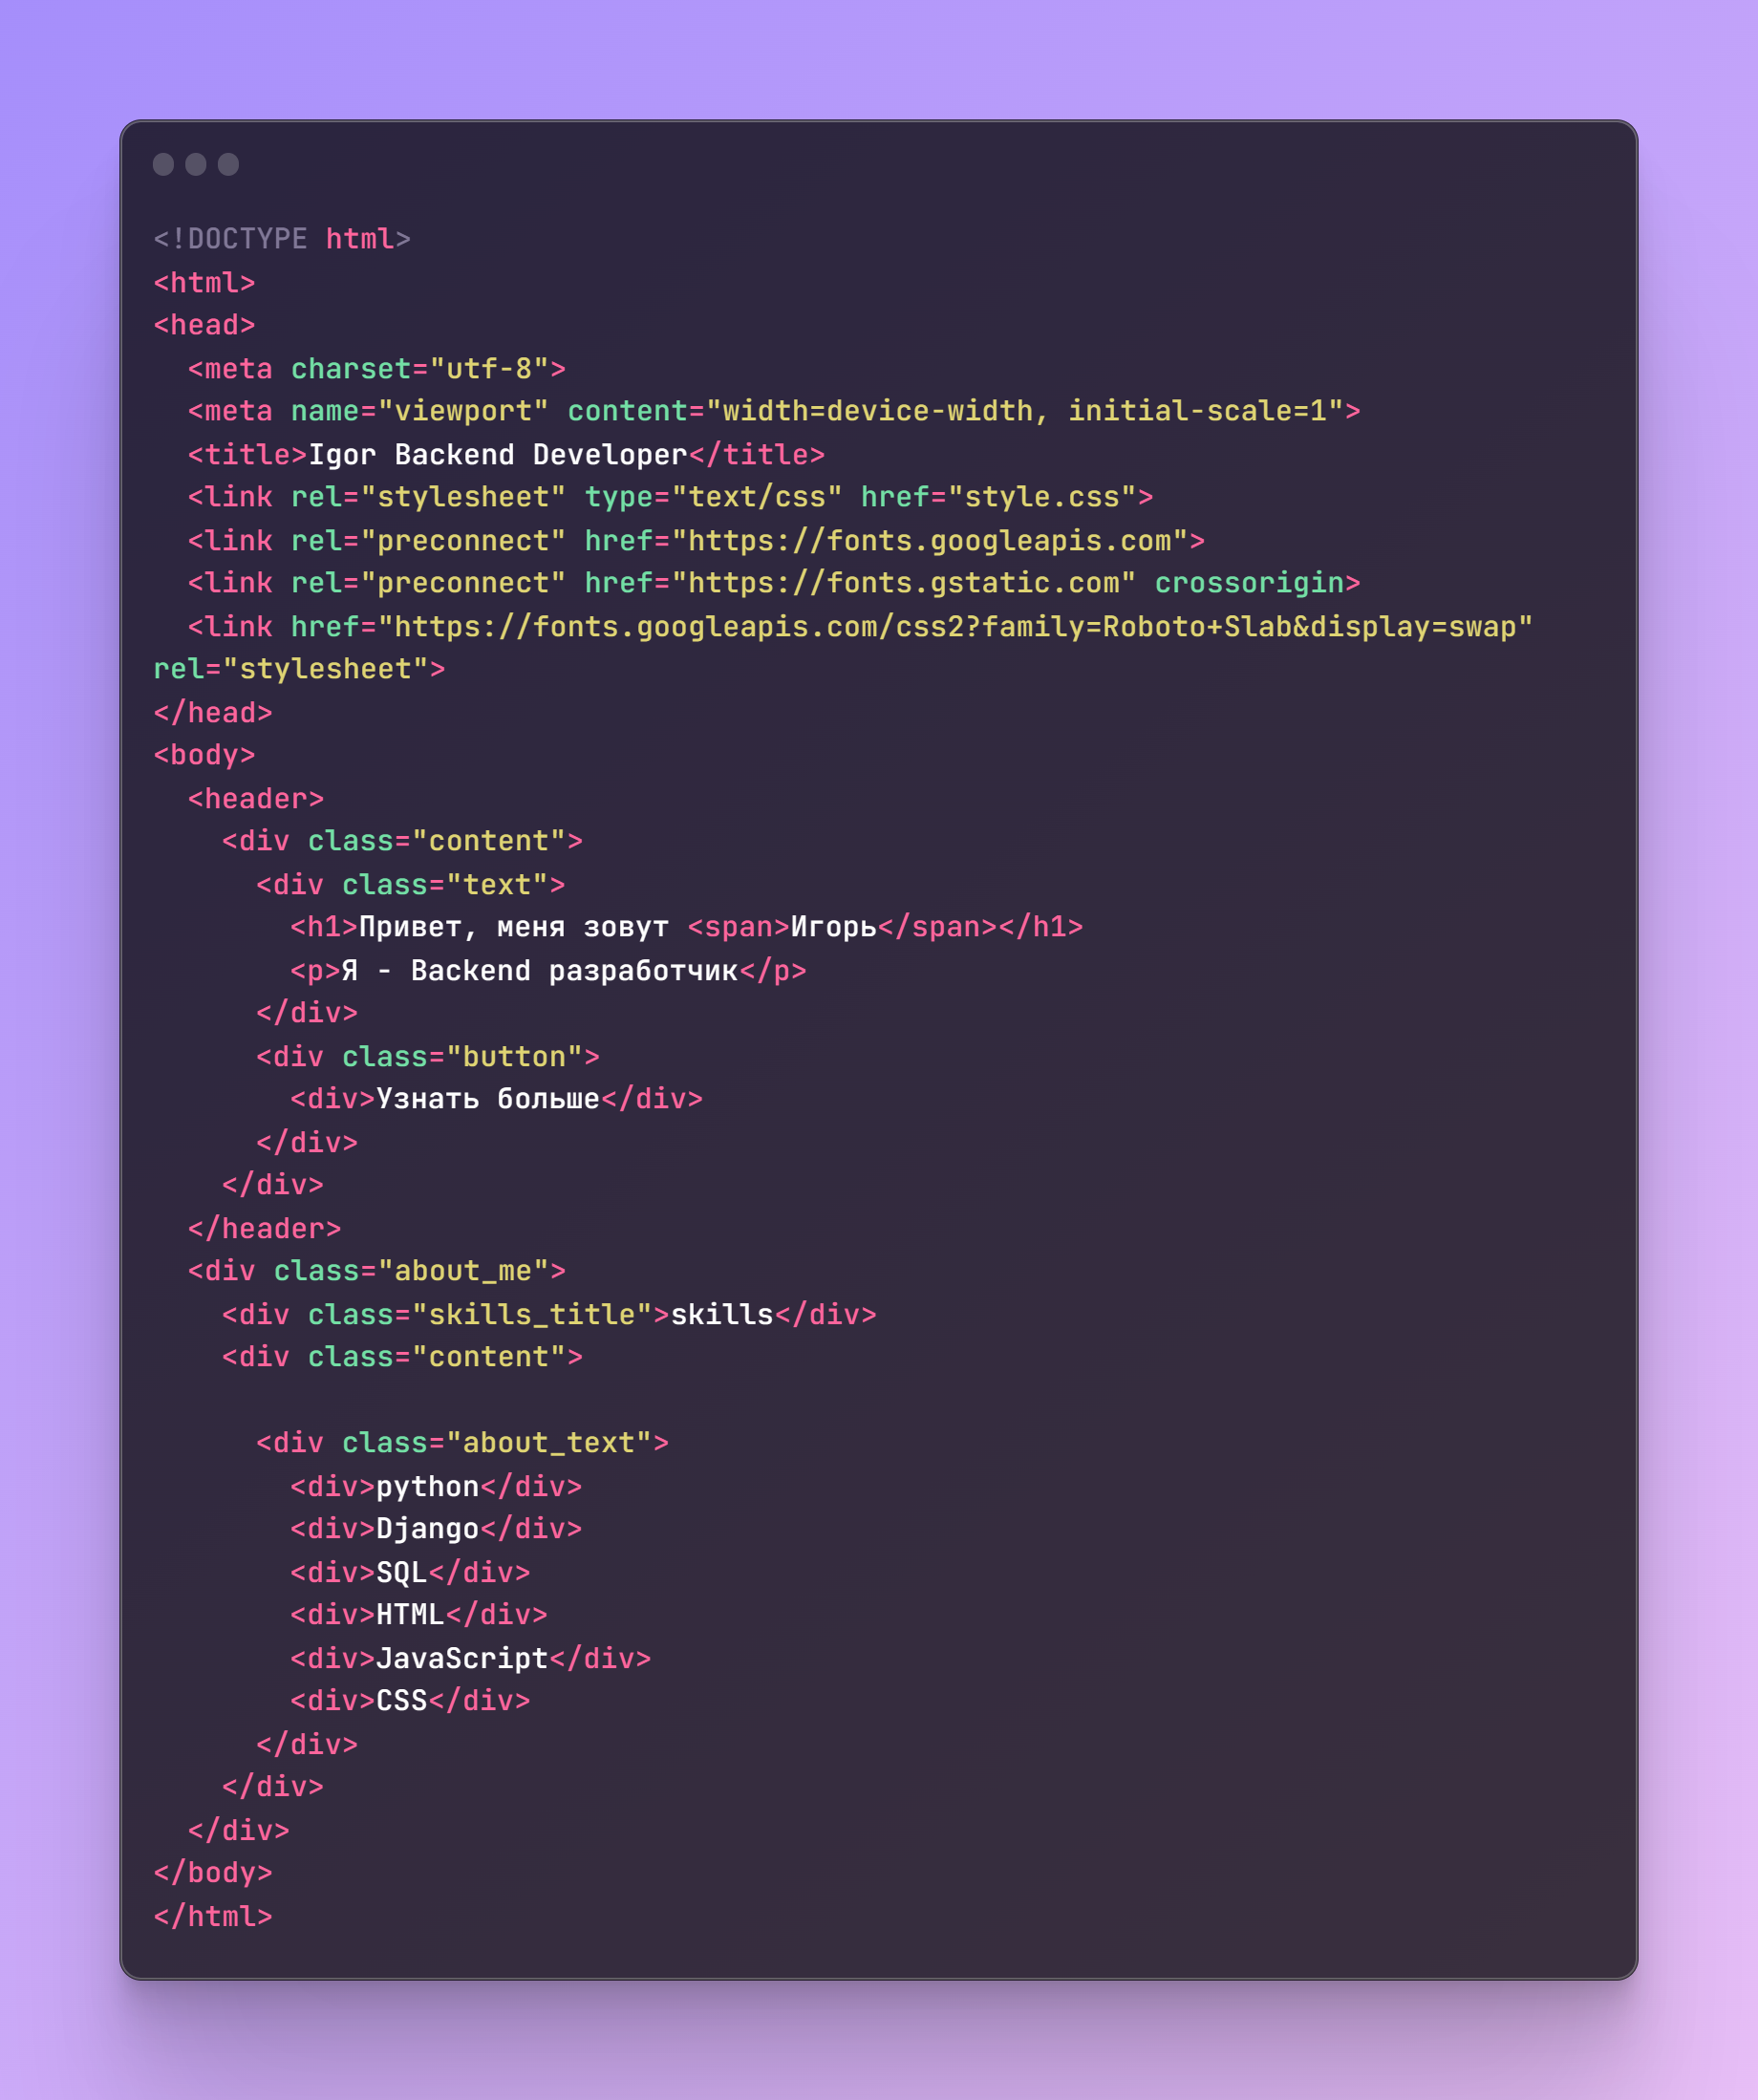 <!DOCTYPE html>
<html>
<head>
  <meta charset="utf-8">
  <meta name="viewport" content="width=device-width, initial-scale=1">
  <title>Igor Backend Developer</title>
  <link rel="stylesheet" type="text/css" href="style.css">
  <link rel="preconnect" href="https://fonts.googleapis.com">
  <link rel="preconnect" href="https://fonts.gstatic.com" crossorigin>
  <link href="https://fonts.googleapis.com/css2?family=Roboto+Slab&display=swap"
rel="stylesheet">
</head>
<body>
  <header>
    <div class="content">
      <div class="text">
        <h1>Привет, меня зовут <span>Игорь</span></h1>
        <p>Я - Backend разработчик</p>
      </div>
      <div class="button">
        <div>Узнать больше</div>
      </div>
    </div>
  </header>
  <div class="about_me">
    <div class="skills_title">skills</div>
    <div class="content">

      <div class="about_text">
        <div>python</div>
        <div>Django</div>
        <div>SQL</div>
        <div>HTML</div>
        <div>JavaScript</div>
        <div>CSS</div>
      </div>
    </div>
  </div>
</body>
</html>